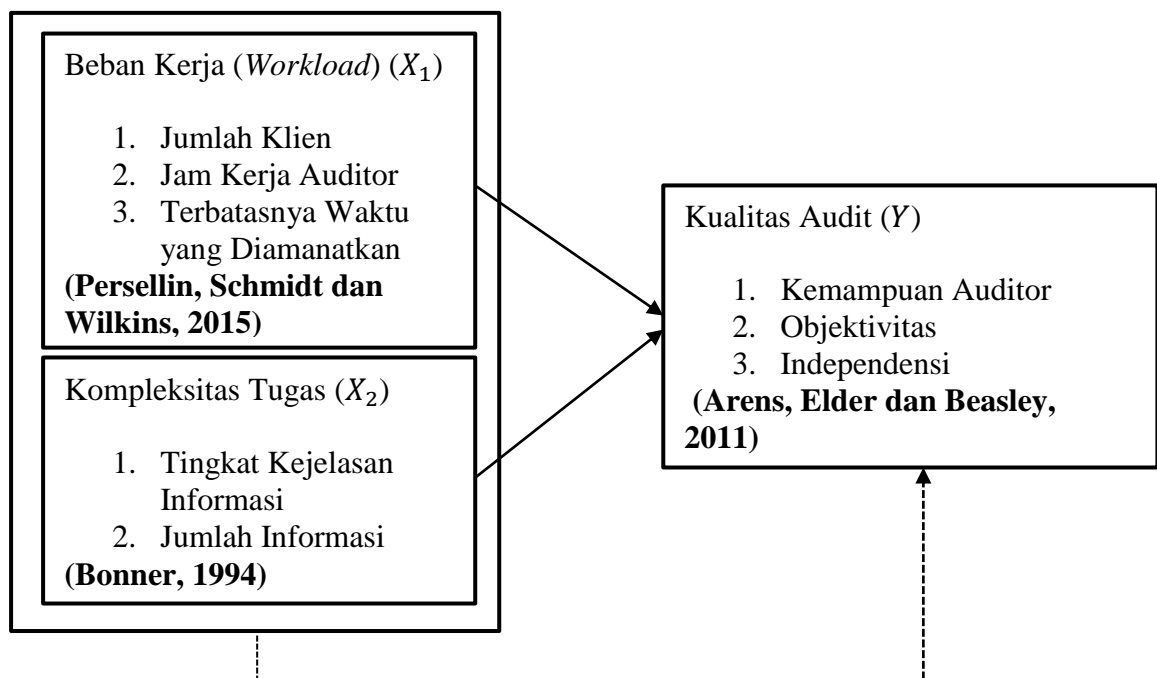 Beban Kerja (Workload) (𝑋₁)
1. Jumlah Klien
2. Jam Kerja Auditor
3. Terbatasnya Waktu
yang Diamanatkan
(Persellin, Schmidt dan
Wilkins, 2015)
Kompleksitas Tugas (𝑋₂)
1. Tingkat Kejelasan
Informasi
2. Jumlah Informasi
(Bonner, 1994)
Kualitas Audit (𝑌)
1. Kemampuan Auditor
2. Objektivitas
3. Independensi
(Arens, Elder dan Beasley,
2011)